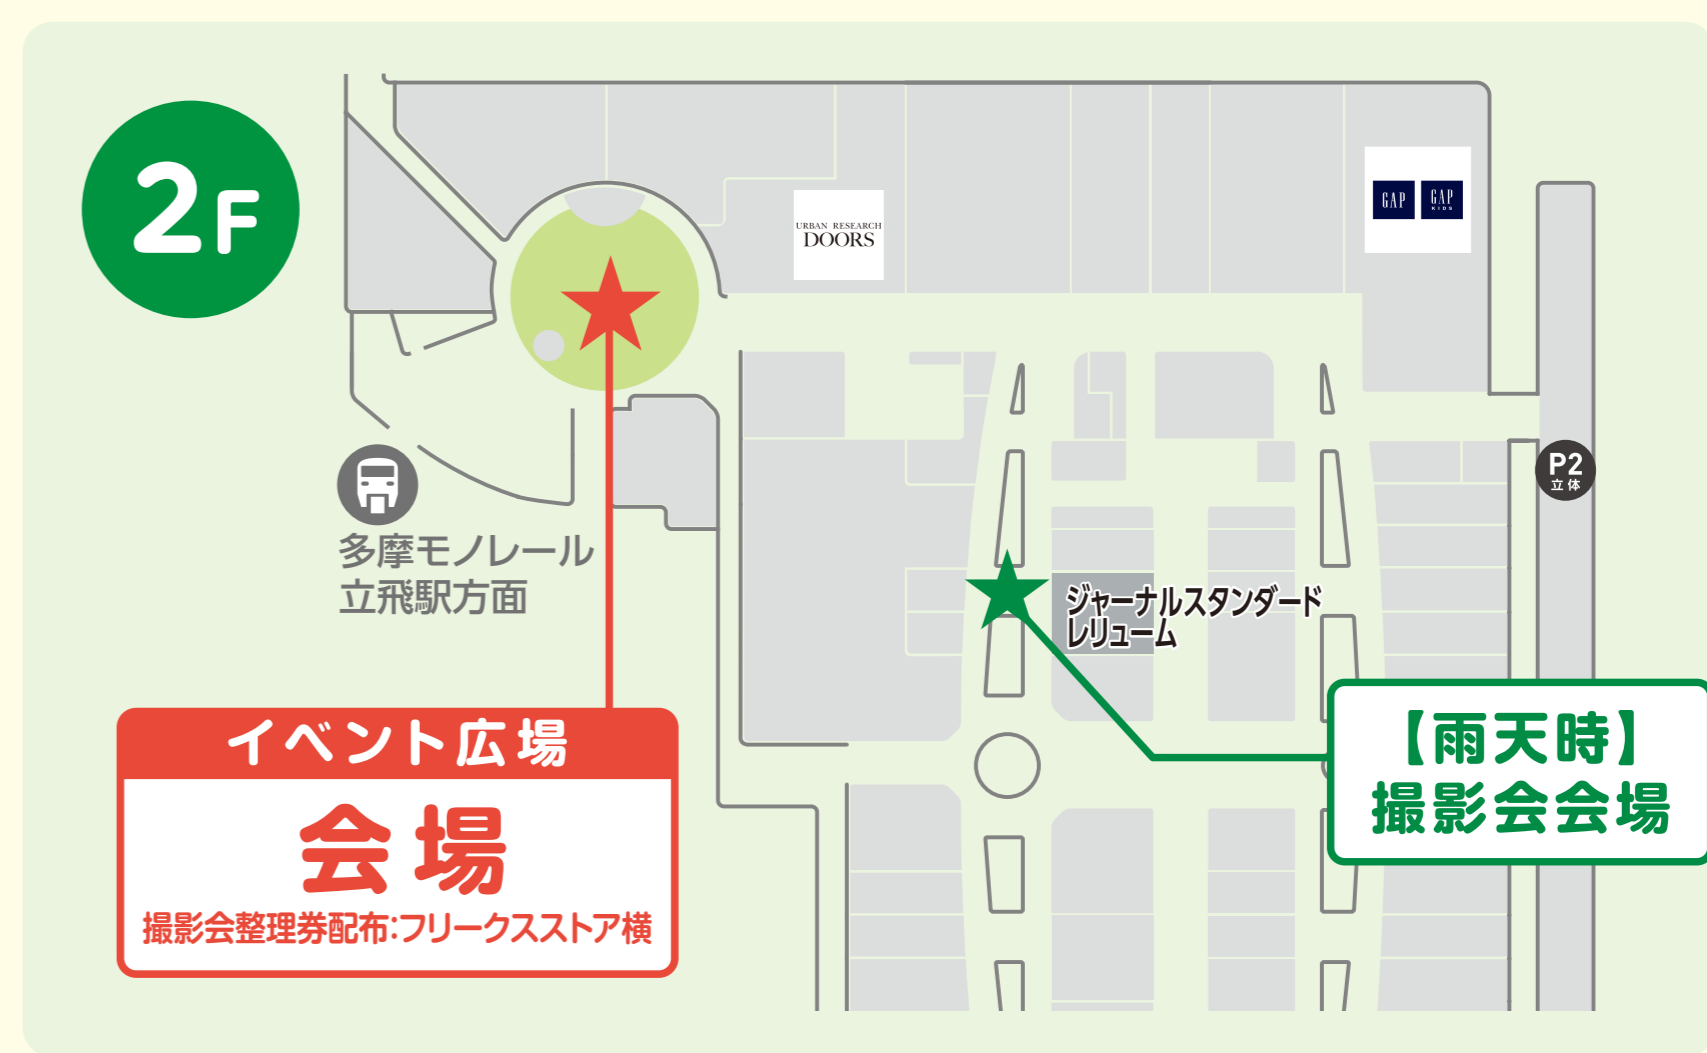 2F
URBAN RESEARCH
DOORS
GAP
GAP
KIDS
P2
立体
多摩モノレール
立飛駅方面
ジャーナルスタンダード
レリューム
イベント広場
会場
撮影会整理券配布:フリークスストア横
【雨天時】
撮影会会場